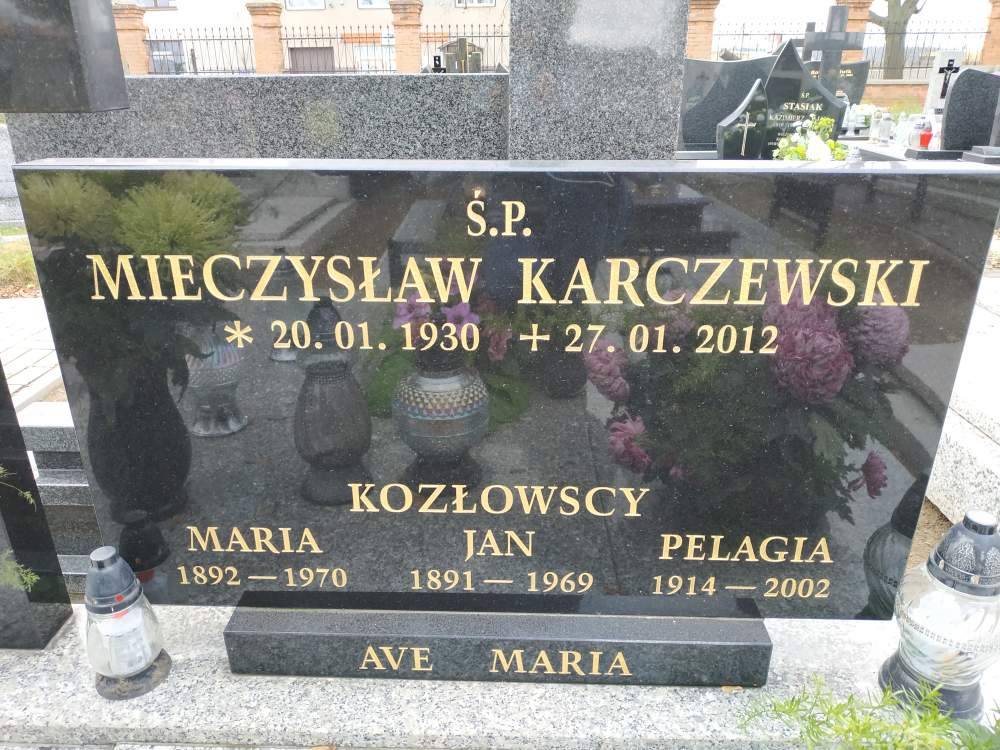 Ś.P.
MIECZYSŁAW KARCZEWSKI
* 20. 01. 1930 + 27. 01. 2012
KOZŁOWSCY
MARIA JAN PELAGIA
1892 — 1970 1891 — 1969 1914 — 2002
AVE MARIA
Ś.P.
STASIAK